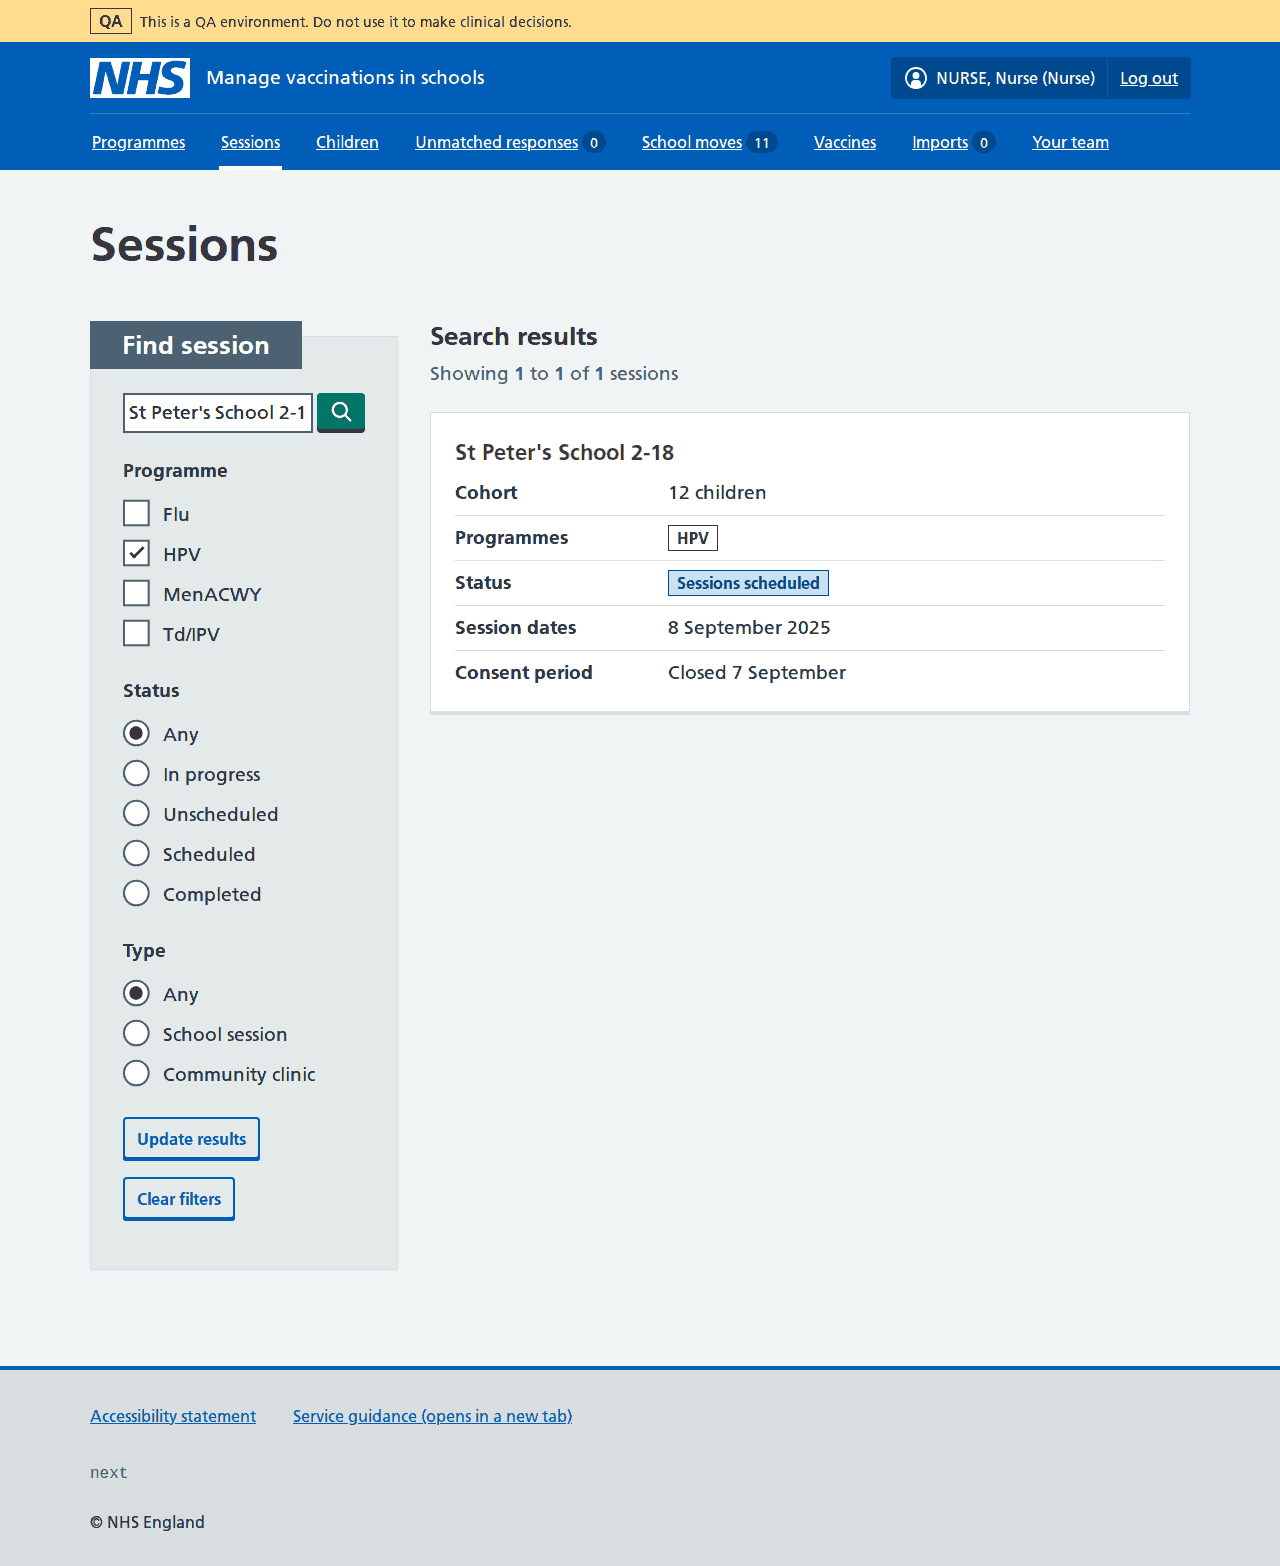 QA This is a QA environment. Do not use it to make clinical decisions.
NHS Manage vaccinations in schools
NURSE, Nurse (Nurse) Log out
Programmes Sessions Children Unmatched responses 0 School moves 11 Vaccines Imports 0 Your team
Sessions
Find session
St Peter's School 2-1
Programme
Flu
HPV
MenACWY
Td/IPV
Status
Any
In progress
Unscheduled
Scheduled
Completed
Type
Any
School session
Community clinic
Update results
Clear filters
Search results
Showing 1 to 1 of 1 sessions
St Peter's School 2-18
Cohort 12 children
Programmes HPV
Status Sessions scheduled
Session dates 8 September 2025
Consent period Closed 7 September
Accessibility statement Service guidance (opens in a new tab)
next
© NHS England